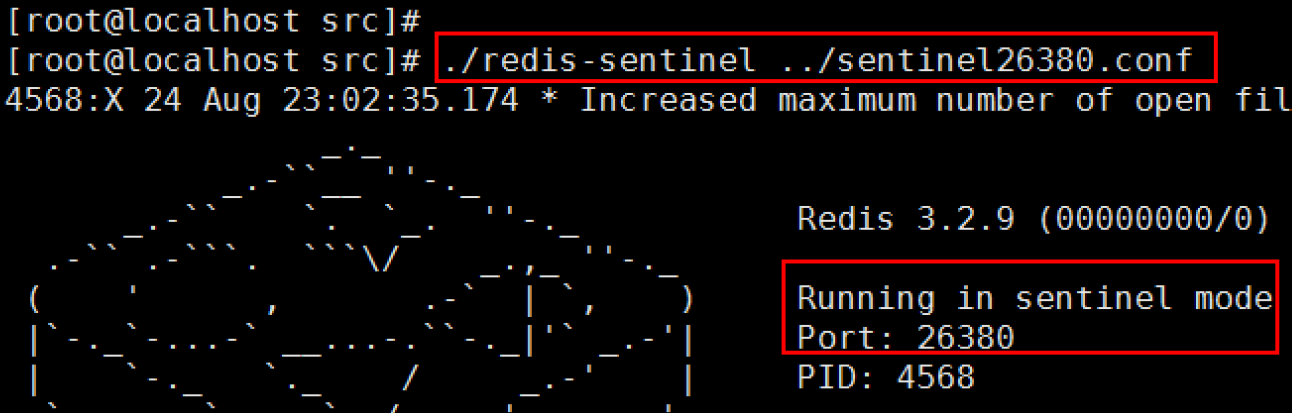 [root@localhost src]#
[root@localhost src]# ./redis-sentinel ../sentinel26380.conf
4568:X 24 Aug 23:02:35.174 * Increased maximum number of open fil
Redis 3.2.9 (00000000/0)
Running in sentinel mode
Port: 26380
PID: 4568